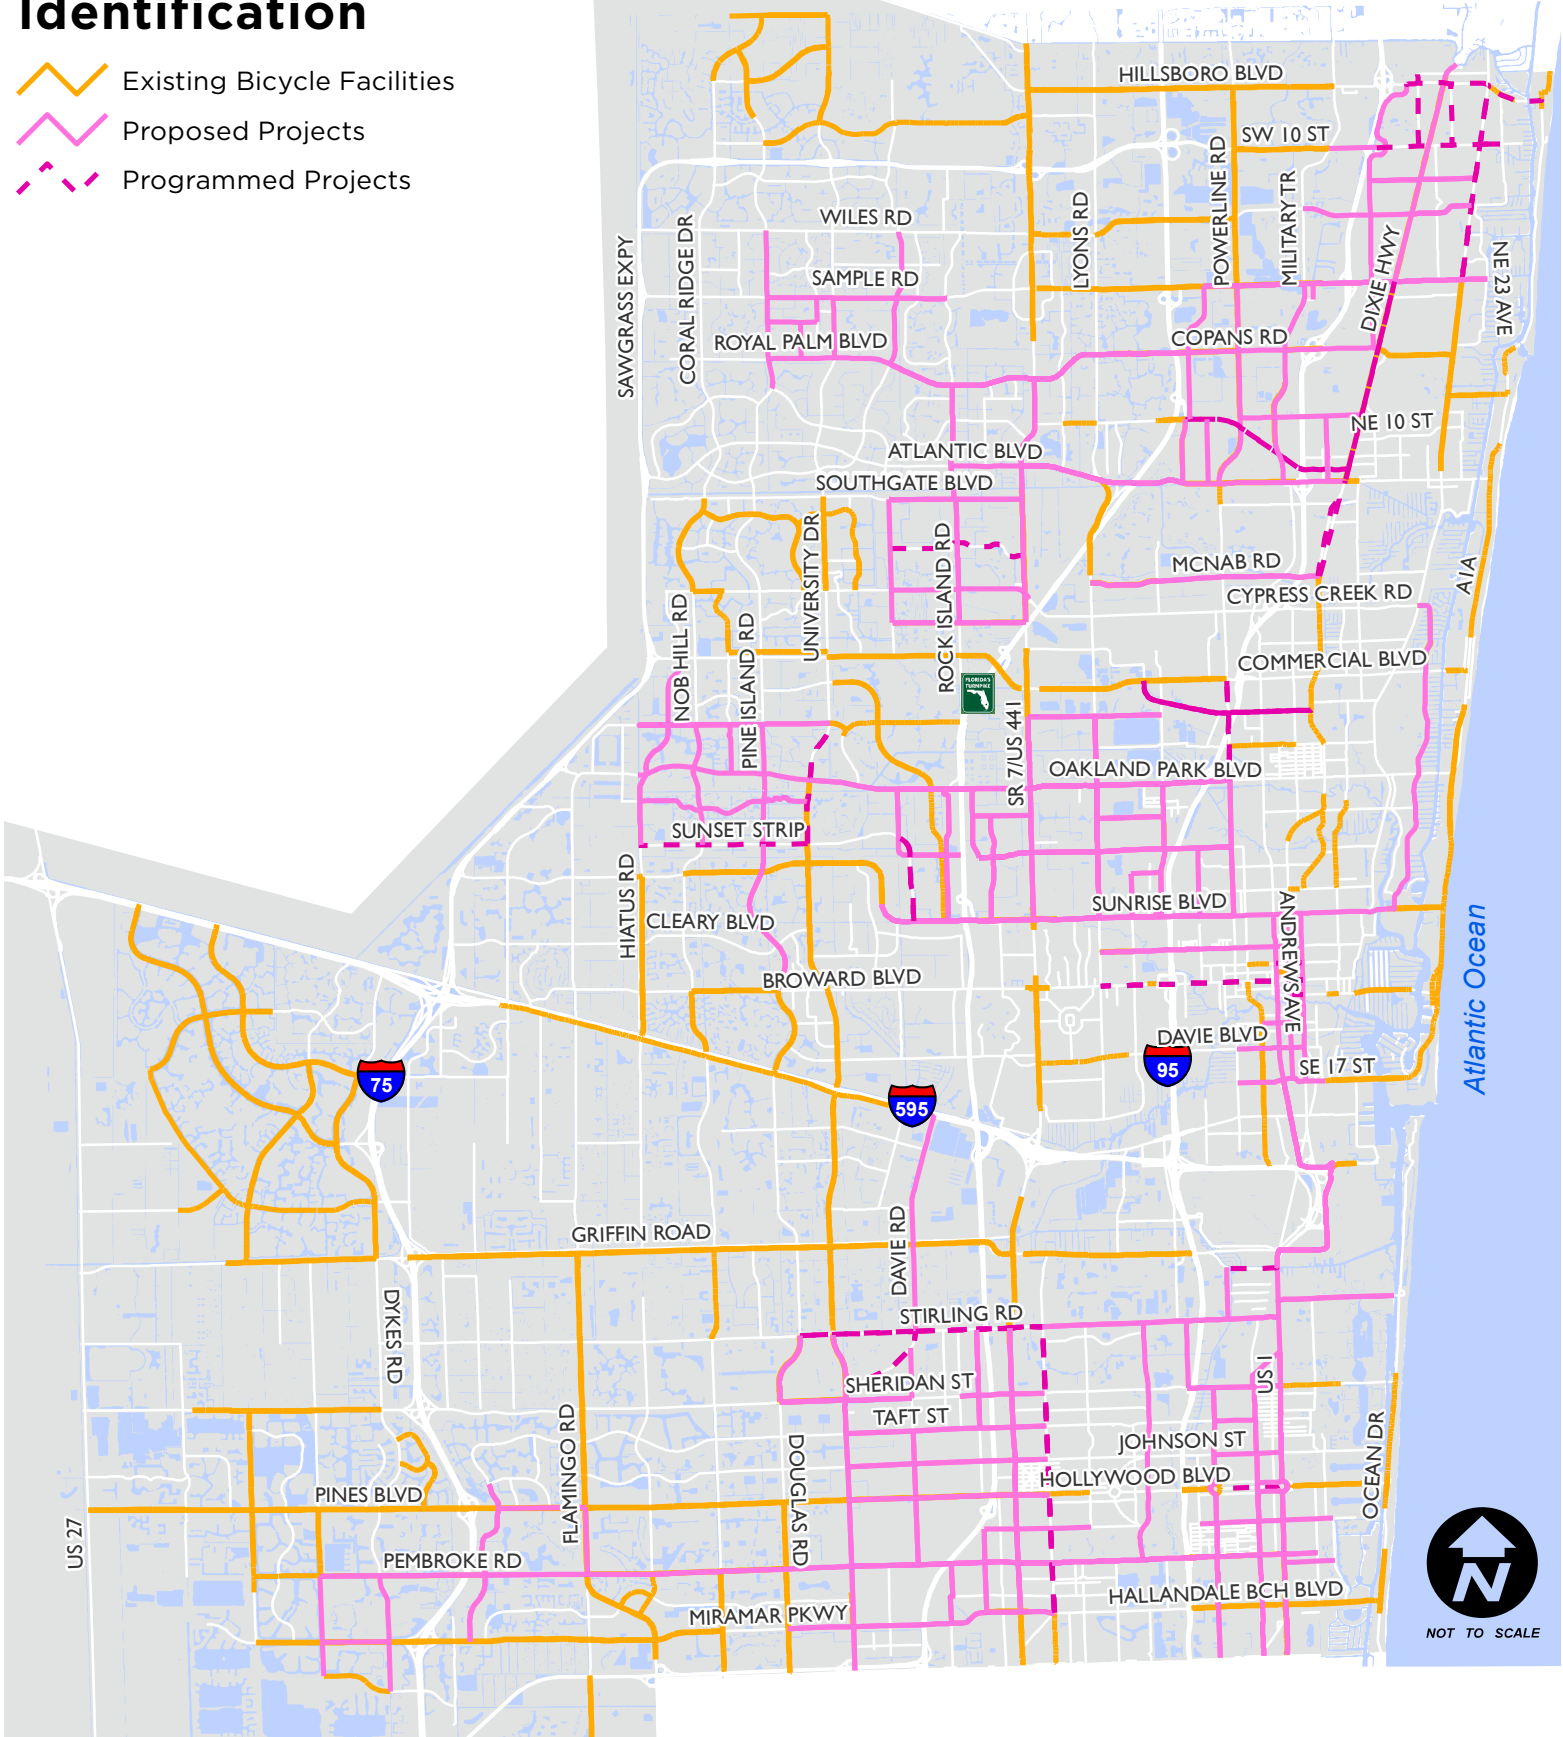 Identification
Existing Bicycle Facilities
Proposed Projects
Programmed Projects
HILLSBORO BLVD
SW 10 ST
POWERLINE RD
MILITARY TR
LYONS RD
WILES RD
SAMPLE RD
ROYAL PALM BLVD
SAWGRASS EXPY
CORAL RIDGE DR
DIXIE HWY
NE 23 AVE
COPANS RD
NE 10 ST
ATLANTIC BLVD
SOUTHGATE BLVD
UNIVERSITY DR
ROCK ISLAND RD
MCNAB RD
CYPRESS CREEK RD
A1A
NOB HILL RD
PINE ISLAND RD
COMMERCIAL BLVD
FLORIDA'S
TURNPIKE
SR 7/US 441
OAKLAND PARK BLVD
SUNSET STRIP
HIATUS RD
CLEARY BLVD
SUNRISE BLVD
ANDREWS AVE
BROWARD BLVD
DAVIE BLVD
SE 17 ST
Atlantic Ocean
75
595
95
GRIFFIN ROAD
DAVIE RD
DYKES RD
STIRLING RD
SHERIDAN ST
TAFT ST
US 1
JOHNSON ST
HOLLYWOOD BLVD
OCEAN DR
FLAMINGO RD
DOUGLAS RD
PINES BLVD
US 27
PEMBROKE RD
HALLANDALE BCH BLVD
MIRAMAR PKWY
N
NOT TO SCALE